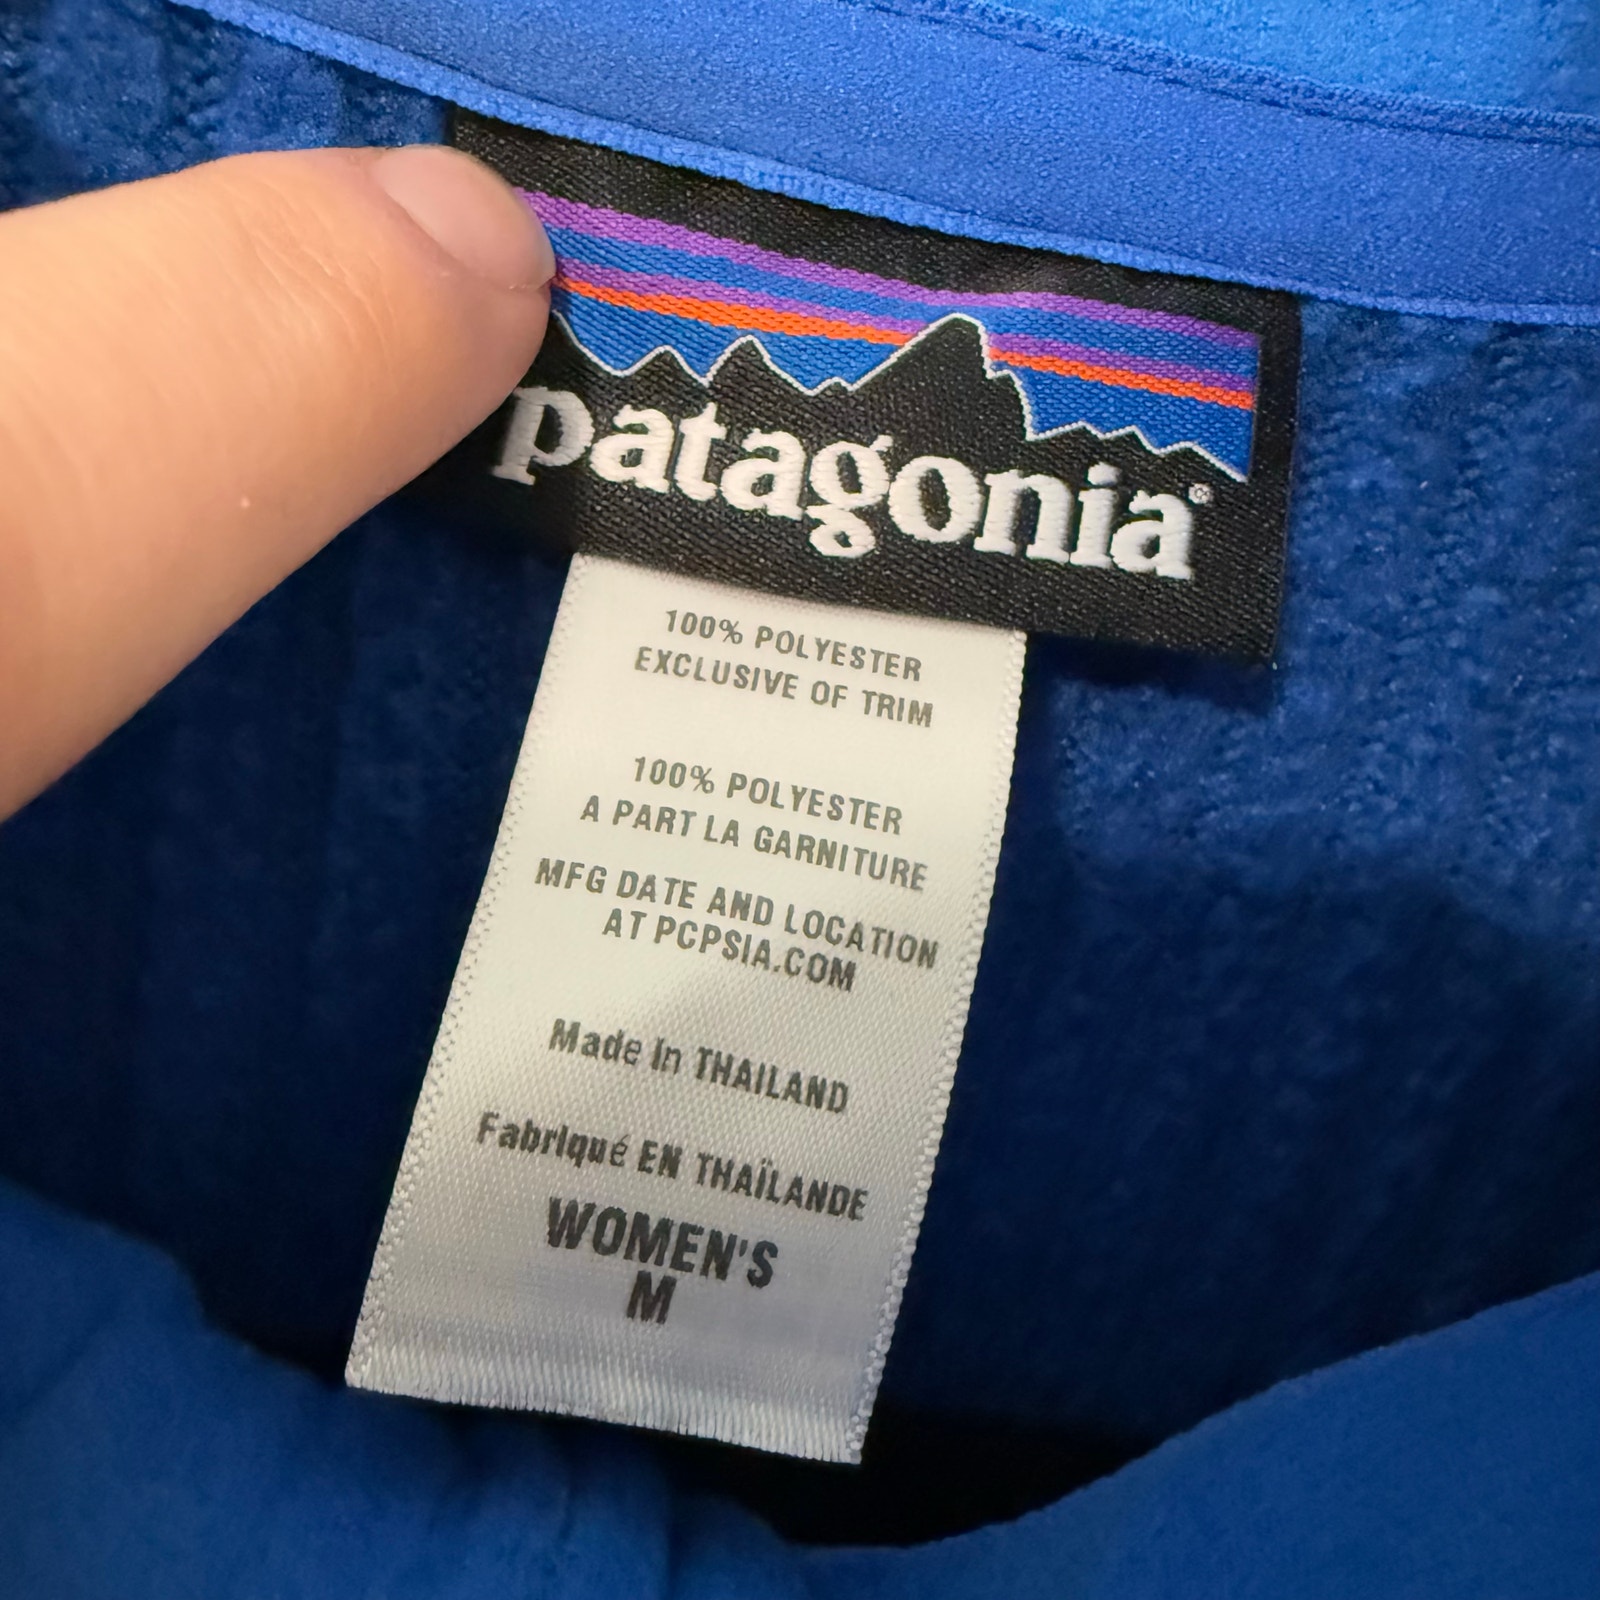 patagonia®
100% POLYESTER
EXCLUSIVE OF TRIM
100% POLYESTER
A PART LA GARNITURE
MFG DATE AND LOCATION
AT PCPSIA.COM
Made In THAILAND
Fabriqué EN THAÏLANDE
WOMEN'S
M